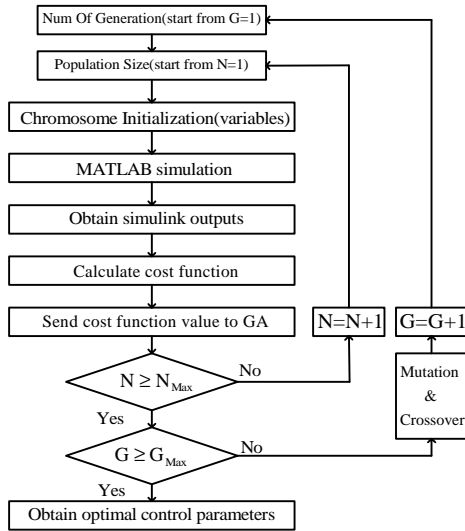 Num Of Generation(start from G=1)
Population Size(start from N=1)
Chromosome Initialization(variables)
MATLAB simulation
Obtain simulink outputs
Calculate cost function
Send cost function value to GA
N=N+1
G=G+1
N ≥ N_Max
No
Mutation
&
Crossover
Yes
G ≥ G_Max
No
Yes
Obtain optimal control parameters